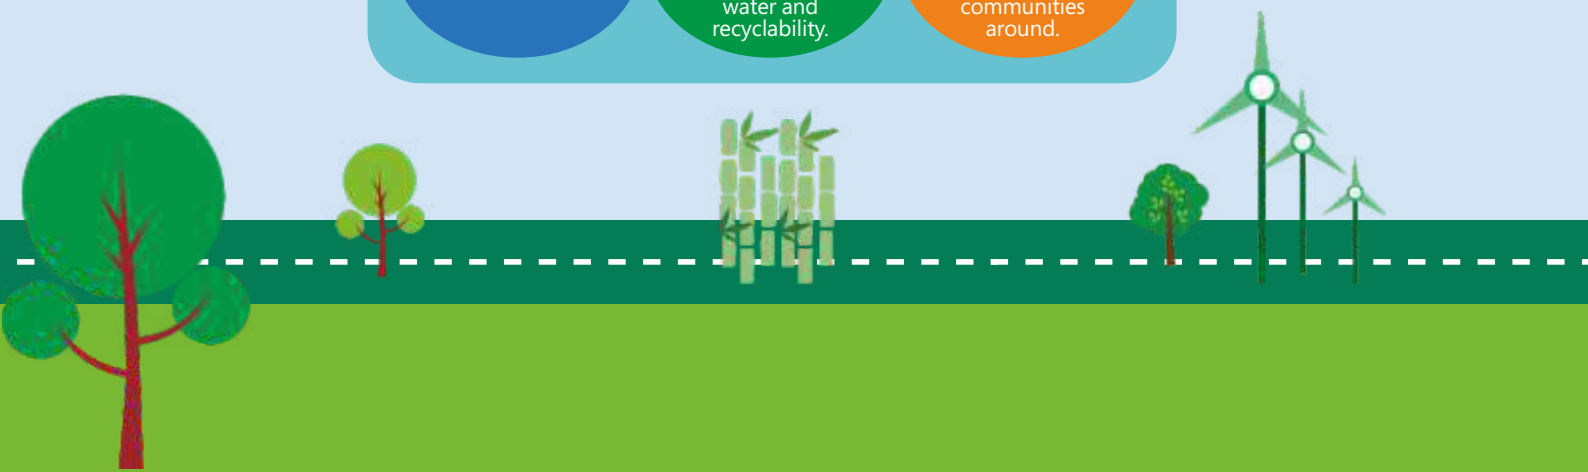 water and
recyclability.
communities
around.